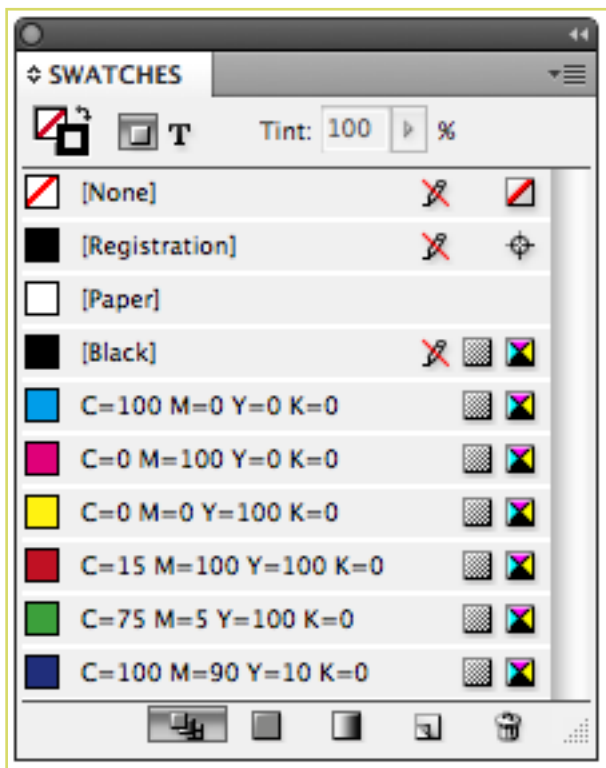 SWATCHES
T Tint: 100 %
[None]
[Registration]
[Paper]
[Black]
C=100 M=0 Y=0 K=0
C=0 M=100 Y=0 K=0
C=0 M=0 Y=100 K=0
C=15 M=100 Y=100 K=0
C=75 M=5 Y=100 K=0
C=100 M=90 Y=10 K=0